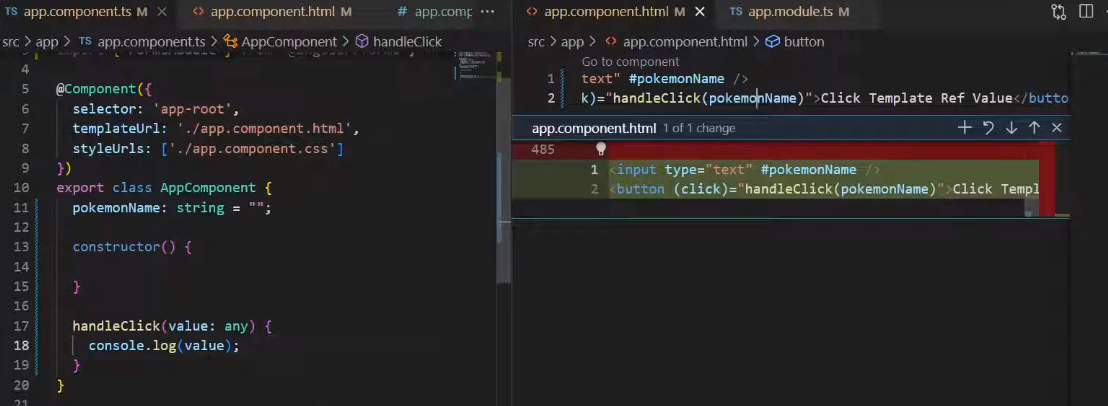 app.component.ts M
app.component.html M
app.comp
src > app > app.component.ts > AppComponent > handleClick
4
5 @Component({
6 selector: 'app-root',
7 templateUrl: './app.component.html',
8 styleUrls: ['./app.component.css']
9 })
10 export class AppComponent {
11 pokemonName: string = "";
12
13 constructor() {
14
15 }
16
17 handleClick(value: any) {
18 console.log(value);
19 }
20 }
21
app.component.html M
TS app.module.ts M
src > app > app.component.html > button
Go to component
1 text" #pokemonName />
2 k)="handleClick(pokemonName)">Click Template Ref Value</butto
app.component.html 1 of 1 change
485
1 <input type="text" #pokemonName />
2 <button (click)="handleClick(pokemonName)">Click Templ